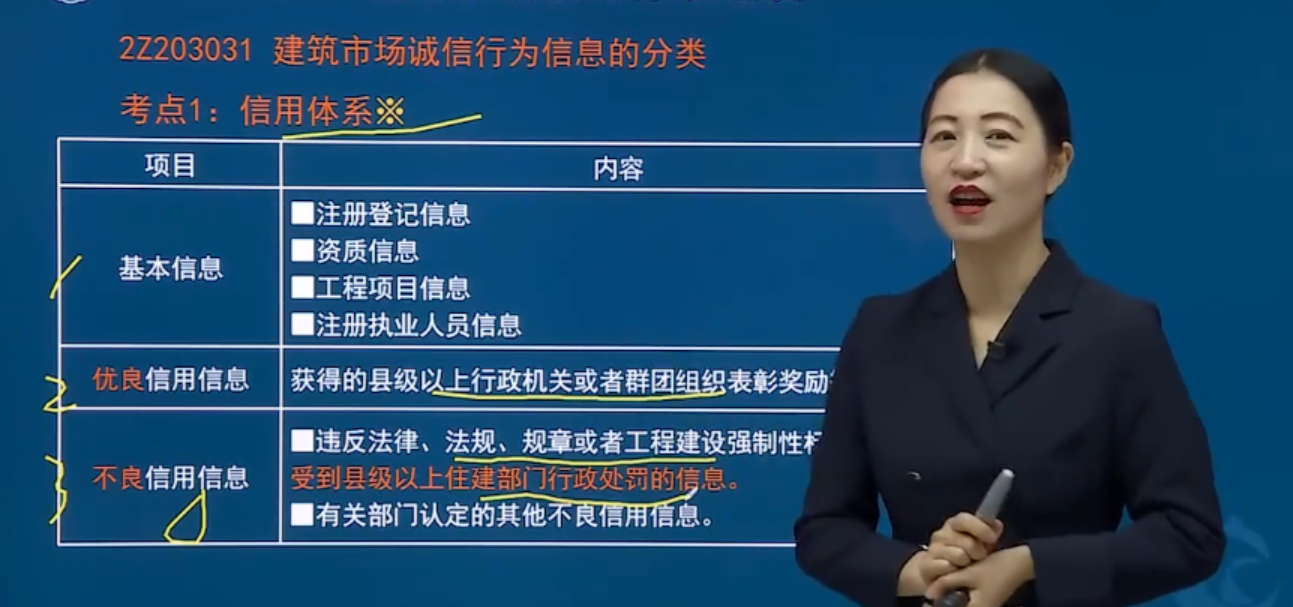 2Z203031 建筑市场诚信行为信息的分类
考点1：信用体系※
项目
内容
基本信息
■注册登记信息
■资质信息
■工程项目信息
■注册执业人员信息
优良信用信息
获得的县级以上行政机关或者群团组织表彰奖励
不良信用信息
■违反法律、法规、规章或者工程建设强制性
受到县级以上住建部门行政处罚的信息。
■有关部门认定的其他不良信用信息。
1
2
3